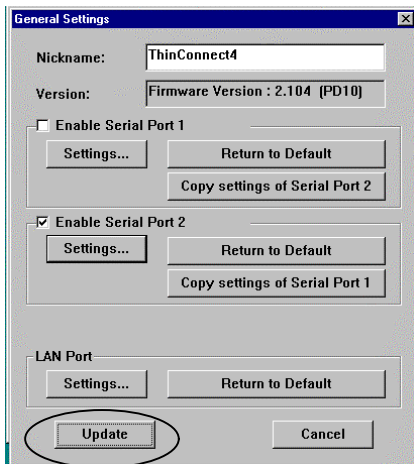 General Settings
Nickname: ThinConnect4
Version: Firmware Version : 2.104 (PD10)
Enable Serial Port 1
Settings... Return to Default
Copy settings of Serial Port 2
Enable Serial Port 2
Settings... Return to Default
Copy settings of Serial Port 1
LAN Port
Settings... Return to Default
Update Cancel